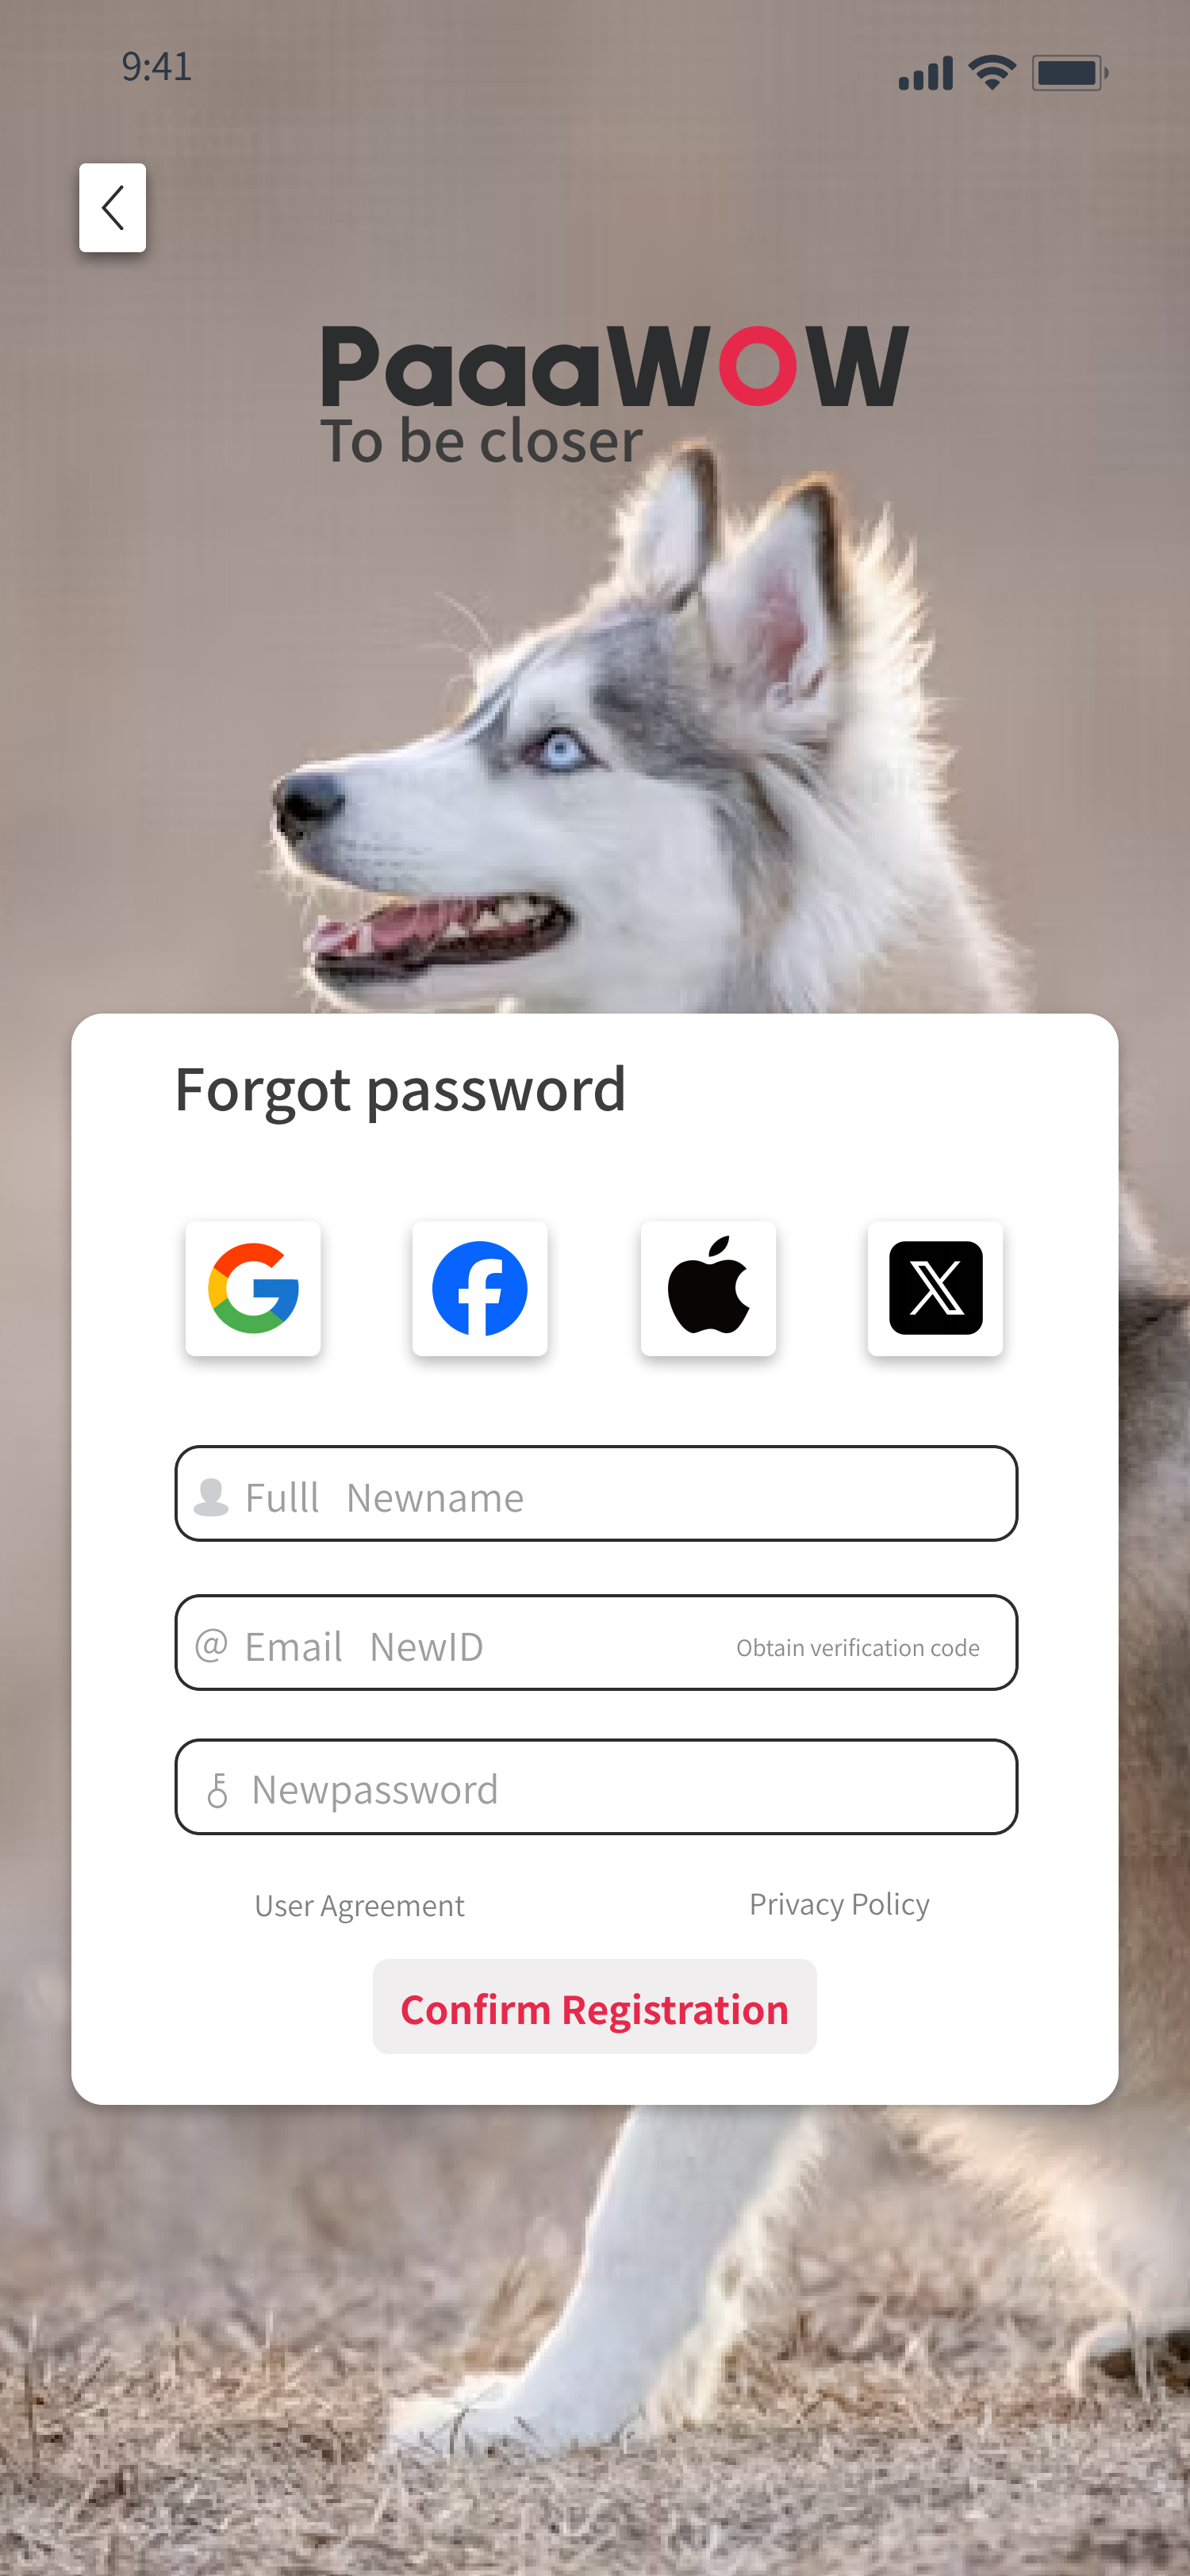 9:41
PaaaWOW
To be closer
Forgot password
Fulll Newname
@ Email NewID Obtain verification code
Newpassword
User Agreement Privacy Policy
Confirm Registration